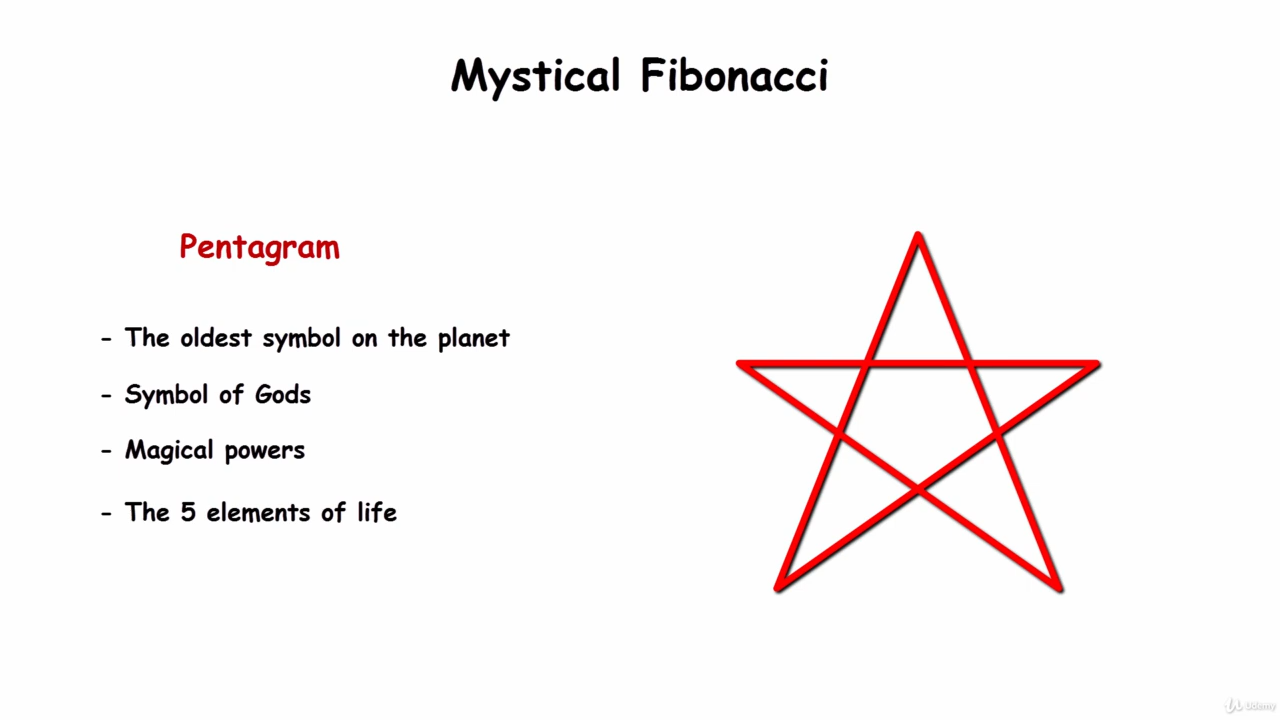 Mystical Fibonacci
Pentagram
- The oldest symbol on the planet
- Symbol of Gods
- Magical powers
- The 5 elements of life
Udemy